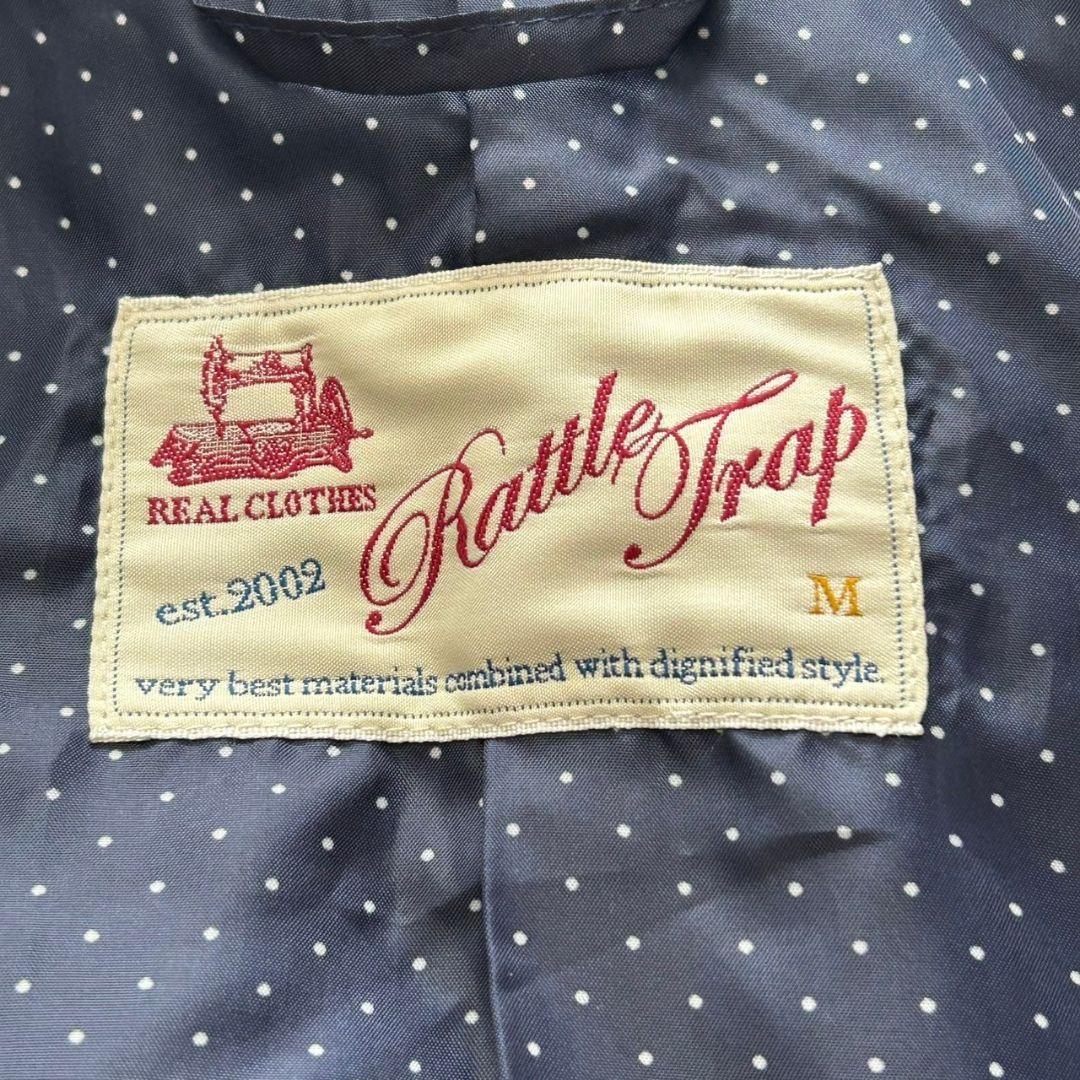 REAL CLOTHES
Rattle Trap
est.2002
M
very best materials combined with dignified style.